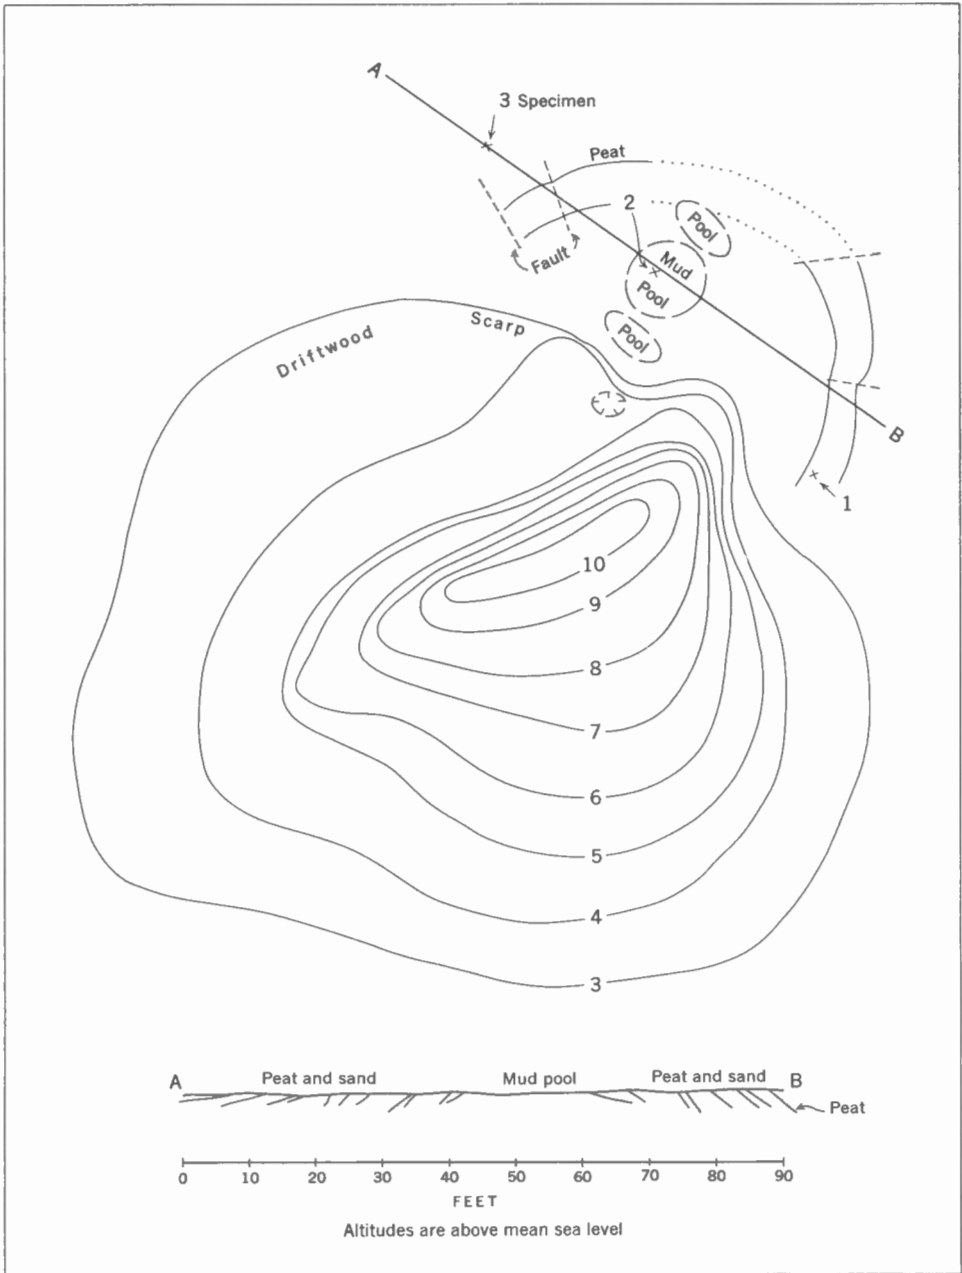 A
3 Specimen
Peat
2
Pool
Fault
Mud
Pool
Scarp
Pool
Driftwood
B
1
10
9
8
7
6
5
4
3
A Peat and sand Mud pool Peat and sand B
Peat
0 10 20 30 40 50 60 70 80 90
FEET
Altitudes are above mean sea level